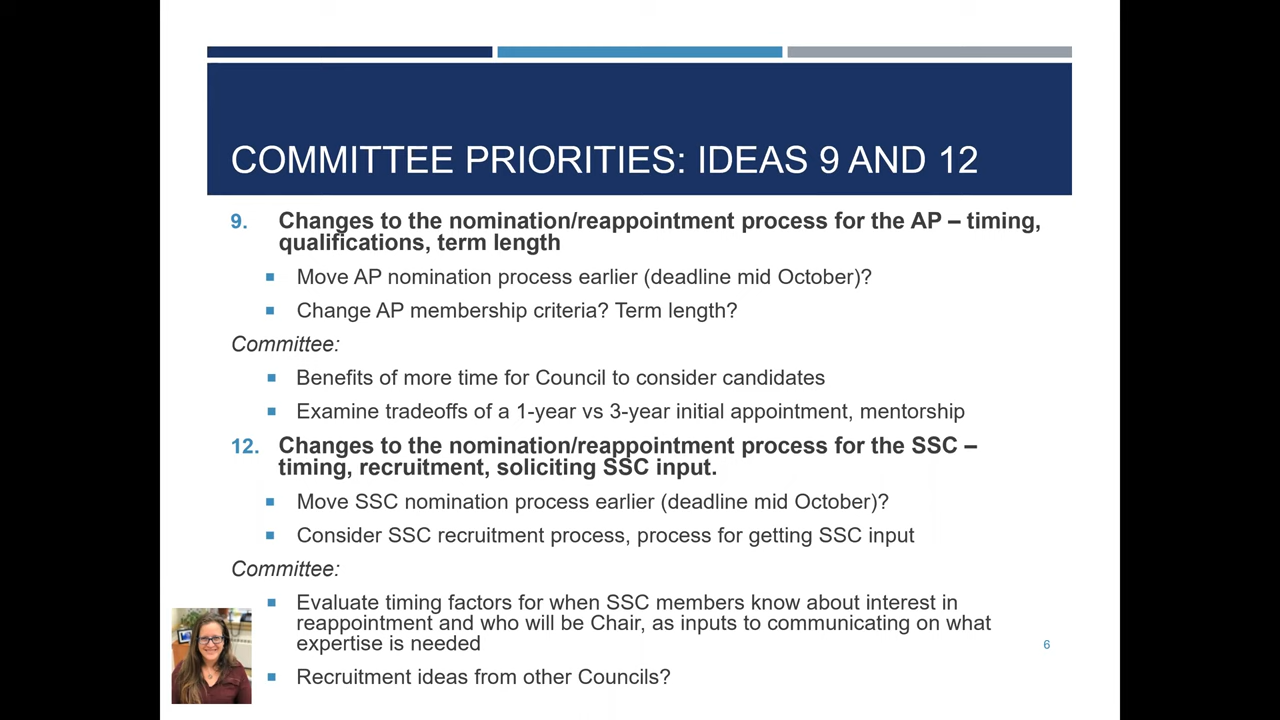 COMMITTEE PRIORITIES: IDEAS 9 AND 12
9. Changes to the nomination/reappointment process for the AP – timing,
qualifications, term length
Move AP nomination process earlier (deadline mid October)?
Change AP membership criteria? Term length?
Committee:
Benefits of more time for Council to consider candidates
Examine tradeoffs of a 1-year vs 3-year initial appointment, mentorship
12. Changes to the nomination/reappointment process for the SSC –
timing, recruitment, soliciting SSC input.
Move SSC nomination process earlier (deadline mid October)?
Consider SSC recruitment process, process for getting SSC input
Committee:
Evaluate timing factors for when SSC members know about interest in
reappointment and who will be Chair, as inputs to communicating on what
expertise is needed
Recruitment ideas from other Councils?
6